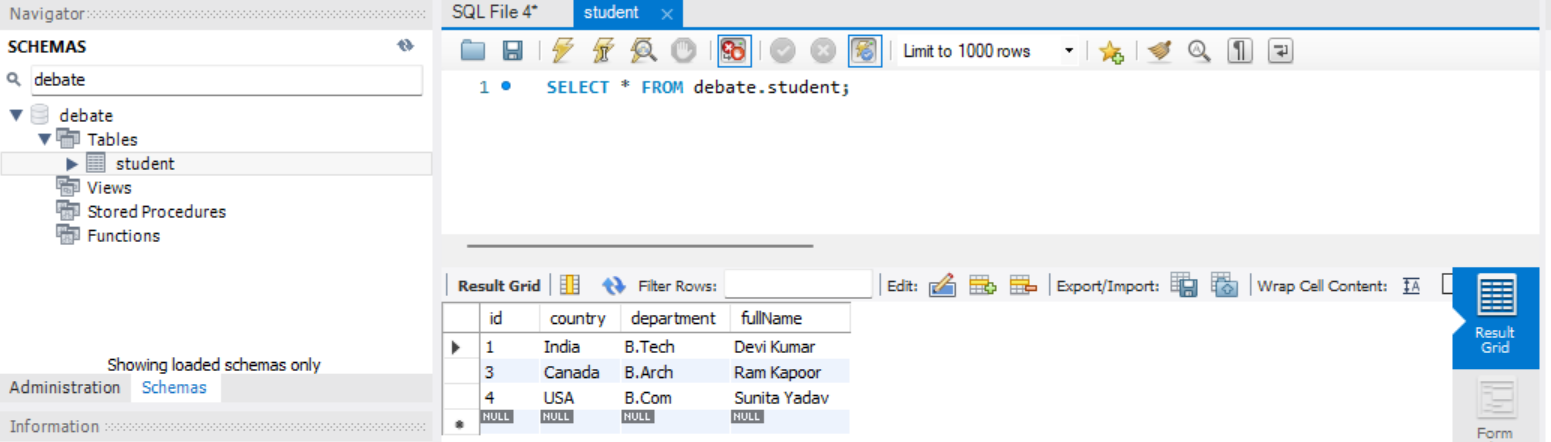 Navigator
SCHEMAS
debate
debate
Tables
student
Views
Stored Procedures
Functions
Showing loaded schemas only
Administration Schemas
Information
SQL File 4* student
Limit to 1000 rows
1 SELECT * FROM debate.student;
Result Grid Filter Rows: Edit: Export/Import: Wrap Cell Content: IA
id country department fullName
1 India B.Tech Devi Kumar
3 Canada B.Arch Ram Kapoor
4 USA B.Com Sunita Yadav
NULL NULL NULL NULL
Result
Grid
Form